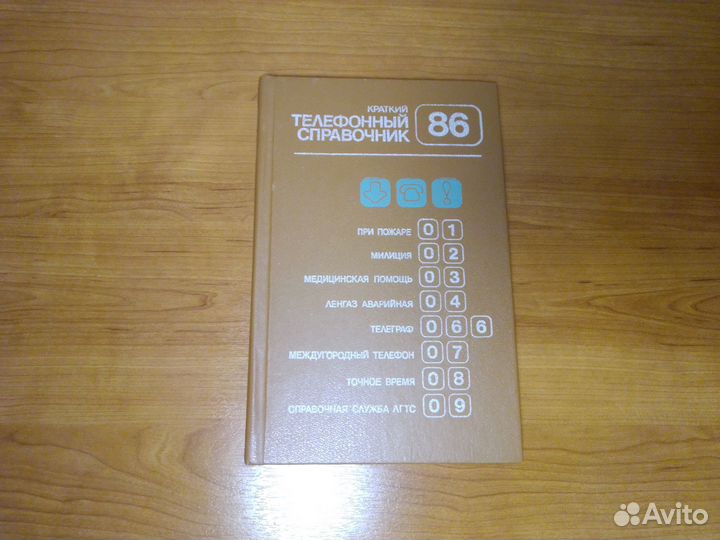 КРАТКИЙ
ТЕЛЕФОННЫЙ
СПРАВОЧНИК
86
ПРИ ПОЖАРЕ 01
МИЛИЦИЯ 02
МЕДИЦИНСКАЯ ПОМОЩЬ 03
ЛЕНГАЗ АВАРИЙНАЯ 04
ТЕЛЕГРАФ 066
МЕЖДУГОРОДНЫЙ ТЕЛЕФОН 07
ТОЧНОЕ ВРЕМЯ 08
СПРАВОЧНАЯ СЛУЖБА ЛГТС 09
Avito